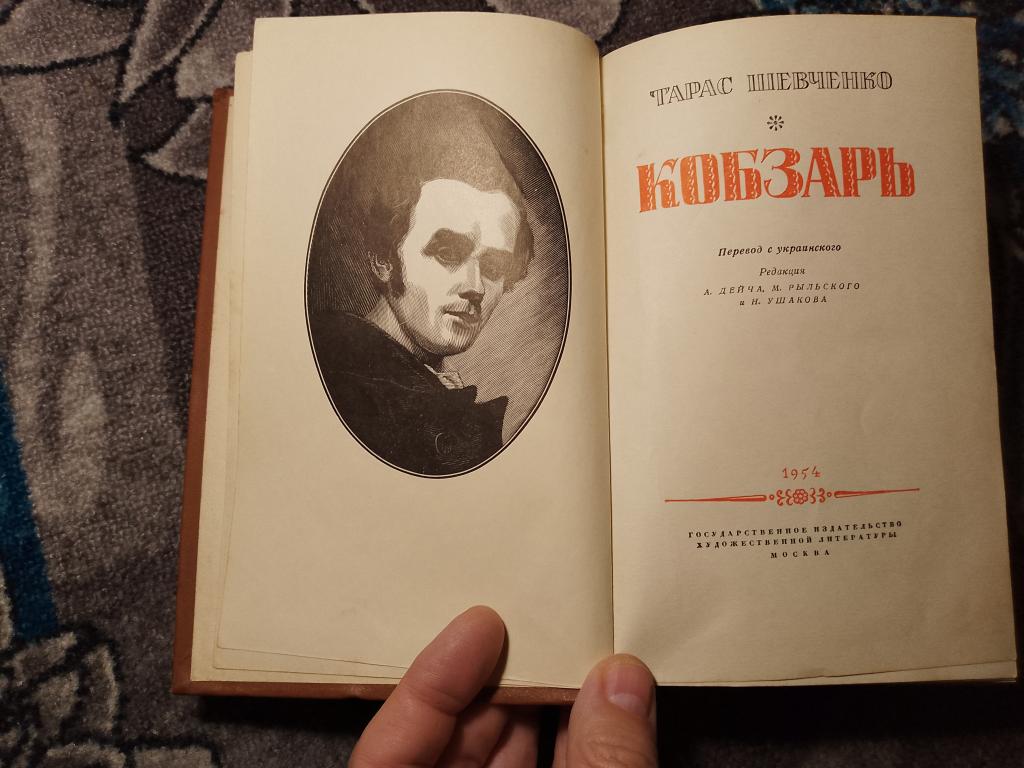 ТАРАС ШЕВЧЕНКО
КОБЗАРЬ
Перевод с украинского
Редакция
А. ДЕЙЧА, М. РЫЛЬСКОГО
и Н. УШАКОВА
1954
ГОСУДАРСТВЕННОЕ ИЗДАТЕЛЬСТВО
ХУДОЖЕСТВЕННОЙ ЛИТЕРАТУРЫ
МОСКВА